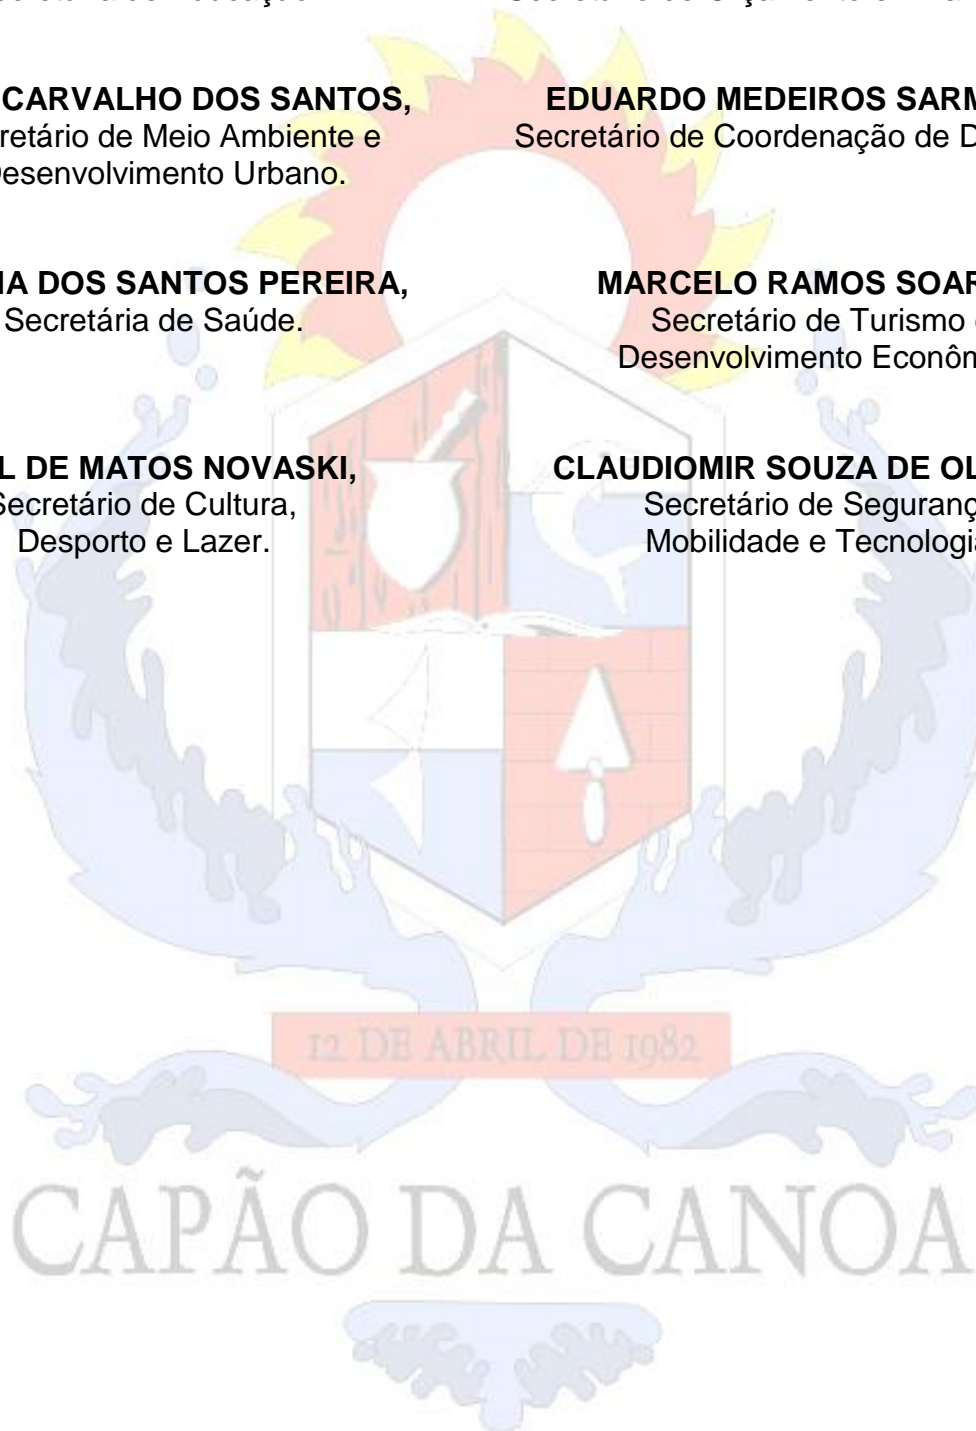 CARVALHO DOS SANTOS,
retário de Meio Ambiente e
esenvolvimento Urbano.
EDUARDO MEDEIROS SARM
Secretário de Coordenação de D
IA DOS SANTOS PEREIRA,
Secretária de Saúde.
MARCELO RAMOS SOAR
Secretário de Turismo
Desenvolvimento Econôm
L DE MATOS NOVASKI,
Secretário de Cultura,
Desporto e Lazer.
CLAUDIOMIR SOUZA DE OL
Secretário de Seguranç
Mobilidade e Tecnologia
12 DE ABRIL DE 1982
CAPÃO DA CANOA